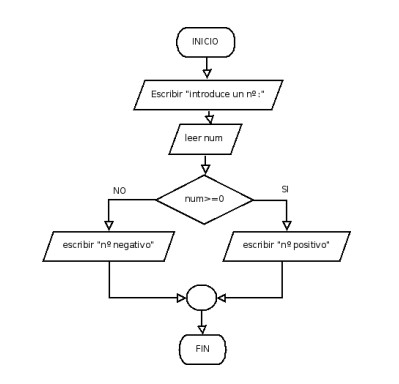 INICIO
Escribir "introduce un nº:"
leer num
num>=0
NO
SI
escribir "nº negativo"
escribir "nº positivo"
FIN